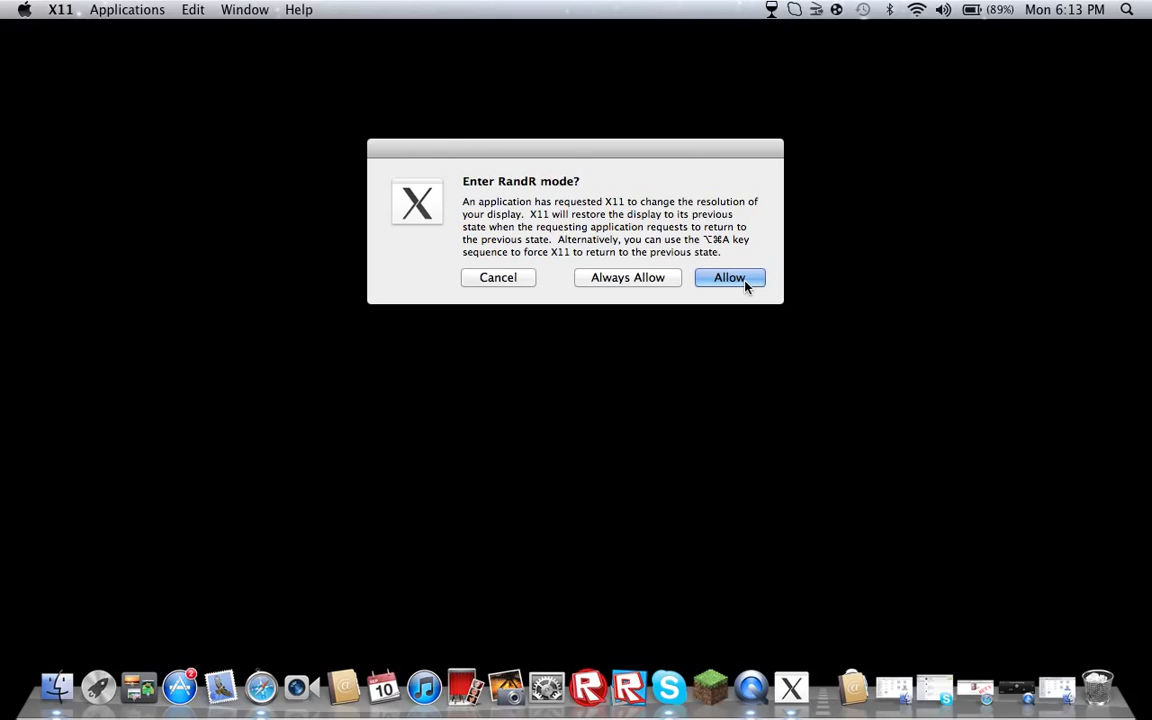 X11 Applications Edit Window Help (89%) Mon 6:13 PM
Enter RandR mode?
An application has requested X11 to change the resolution of
your display. X11 will restore the display to its previous
state when the requesting application requests to return to
the previous state. Alternatively, you can use the ⌥⌘A key
sequence to force X11 to return to the previous state.
Cancel Always Allow Allow
2
SEP
10